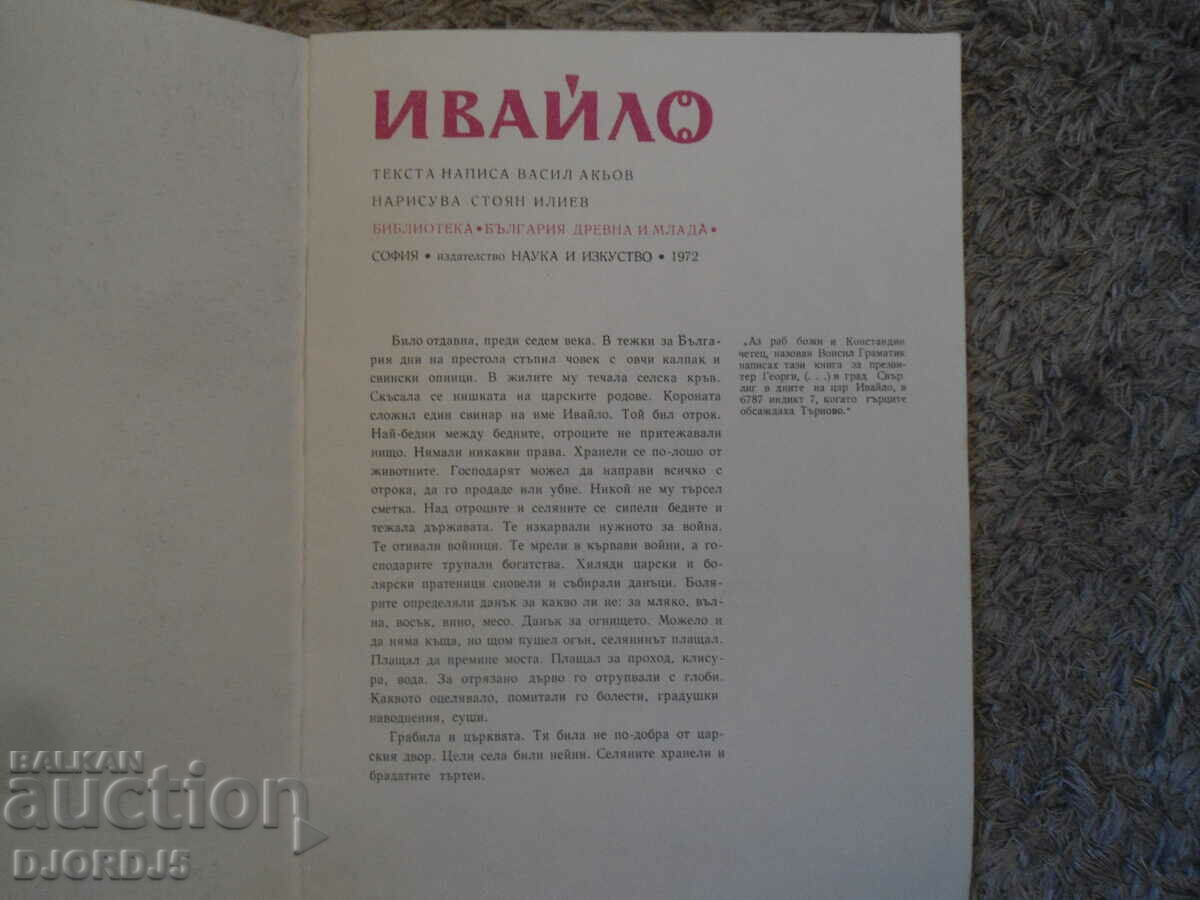 ИВАЙЛО
ТЕКСТА НАПИСА ВАСИЛ АКЬОВ
НАРИСУВА СТОЯН ИЛИЕВ
БИБЛИОТЕКА • БЪЛГАРИЯ ДРЕВНА И МЛАДА •
СОФИЯ • издателство НАУКА И ИЗКУСТВО • 1972
Било отдавна, преди седем века. В тежки за Бълга-
рия дни на престола стъпил човек с овчи калпак и
свински опинци. В жилите му течала селска кръв.
Скъсала се нишката на царските родове. Короната
сложил един свинар на име Ивайло. Той бил отрок.
Най-бедни между бедните, отроците не притежавали
нищо. Нямали никакви права. Хранели се по-лошо от
животните. Господарят можел да направи всичко с
отрока, да го продаде или убие. Никой не му търсел
сметка. Над отроците и селяните се сипели бедите и
тежала държавата. Те изкарвали нужното за война.
Те отивали войници. Те мрели в кървави войни, а го-
сподарите трупали богатства. Хиляди царски и бо-
лярски пратеници сновели и събирали данъци. Боля-
рите определяли данък за какво ли не: за мляко, въл-
на, восък, вино, месо. Данък за огнището. Можело и
да няма къща, но щом пушел огън, селянинът плащал.
Плащал да премине моста. Плащал за проход, клису-
ра, вода. За отрязано дърво го отрупвали с глоби.
Каквото оцелявало, помитали го болести, градушки
наводнения, суши.
Грабила и църквата. Тя била не по-добра от цар-
ския двор. Цели села били нейни. Селяните хранели и
брадатите търтеи.
„Аз раб божи и Константин
четец, назован Воисил Граматик
написах тази книга за презви-
тер Георги, (. . .) в град Свър
лиг в дните на цар Ивайло, в
6787 индикт 7, когато гърците
обсаждаха Търново."
BALKAN
auction
DJORDJ5